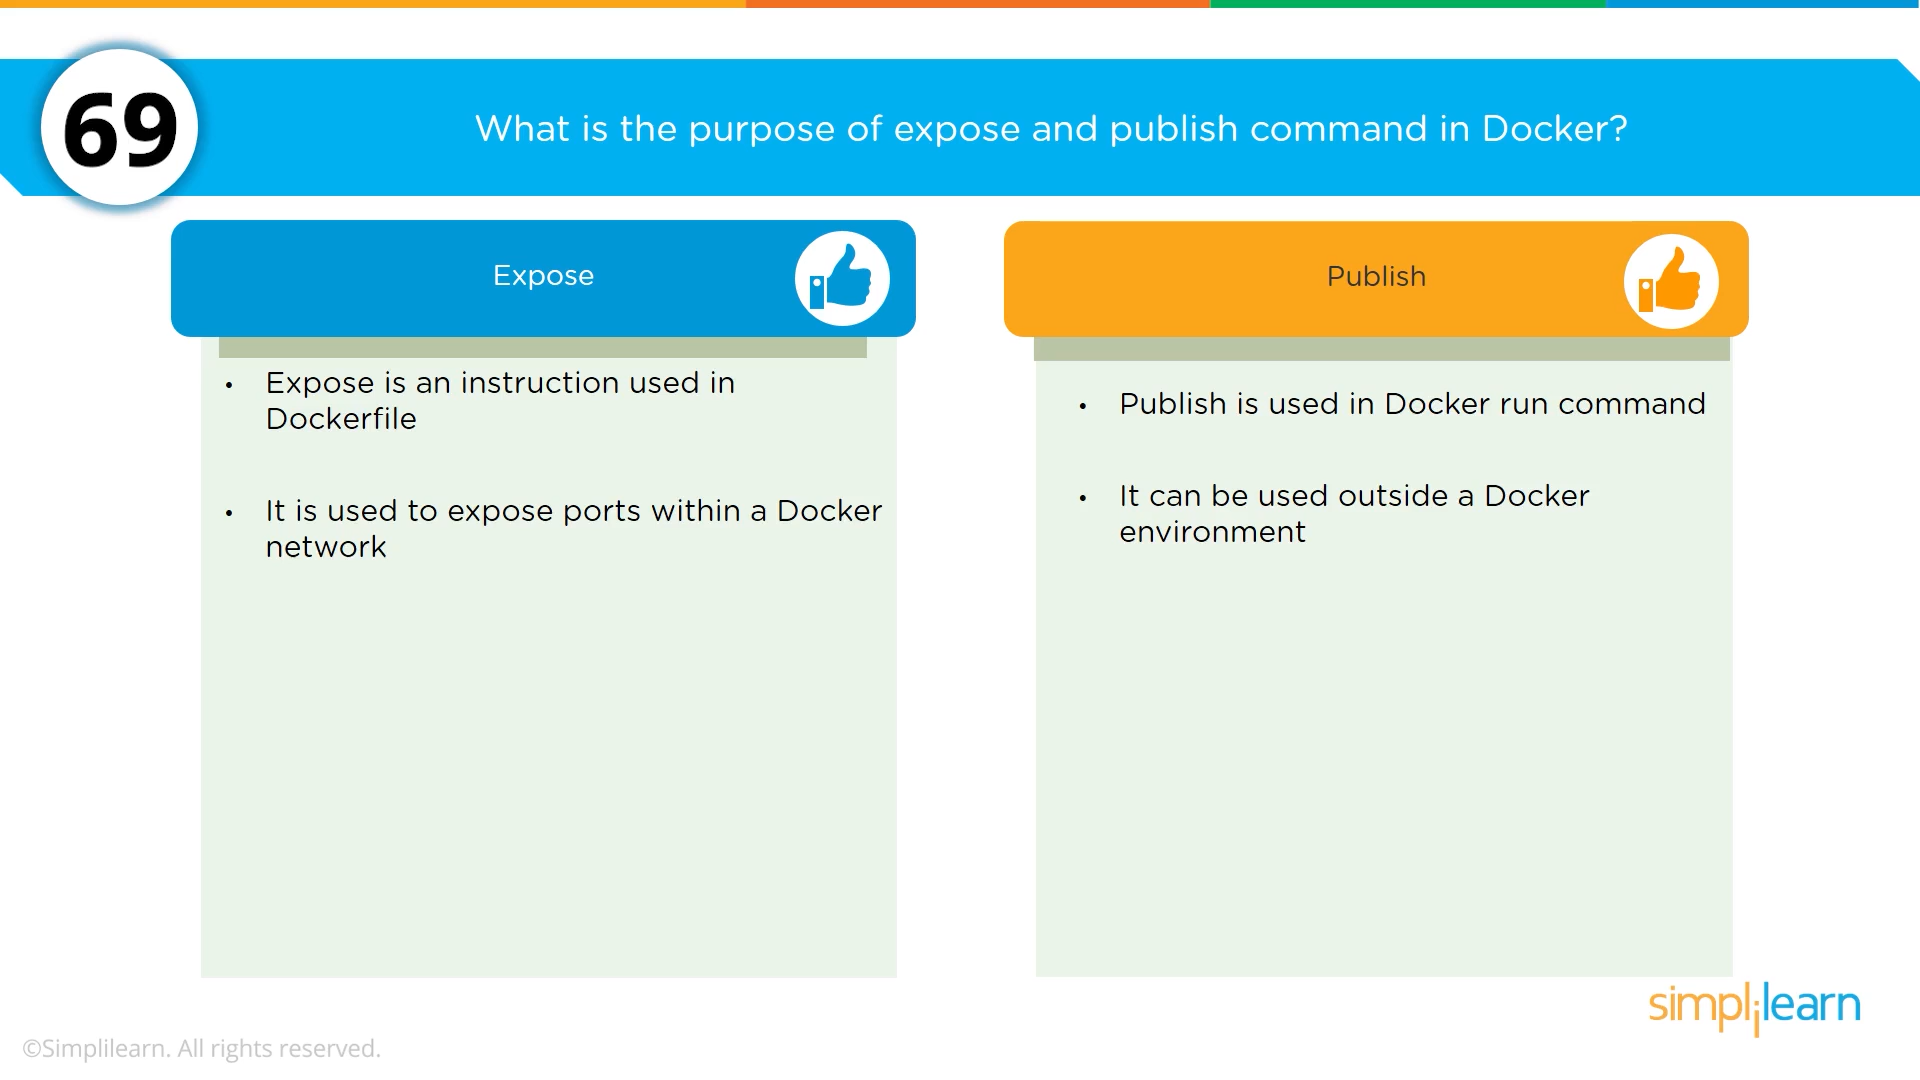 69
What is the purpose of expose and publish command in Docker?
Expose
• Expose is an instruction used in
Dockerfile
• It is used to expose ports within a Docker
network
Publish
• Publish is used in Docker run command
• It can be used outside a Docker
environment
simplilearn
©Simplilearn. All rights reserved.